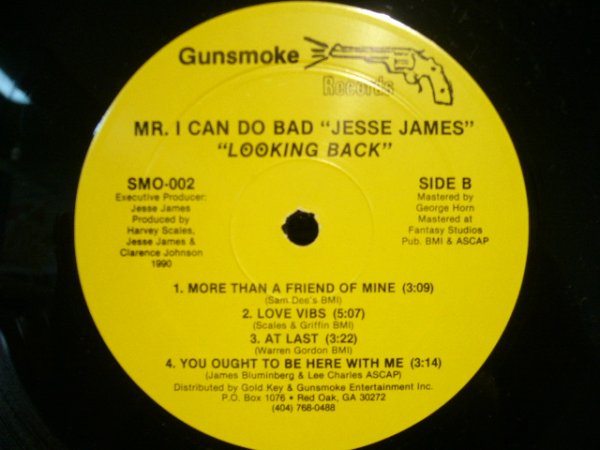 Gunsmoke
Records
MR. I CAN DO BAD "JESSE JAMES"
"LOOKING BACK"
SMO-002
Executive Producer:
Jesse James
Produced by
Harvey Scales,
Jesse James &
Clarence Johnson
1990
SIDE B
Mastered by
George Horn
Mastered at
Fantasy Studios
Pub. BMI & ASCAP
1. MORE THAN A FRIEND OF MINE (3:09)
(Sam Dee's BMI)
2. LOVE VIBS (5:07)
(Scales & Griffin BMI)
3. AT LAST (3:22)
(Warren Gordon BMI)
4. YOU OUGHT TO BE HERE WITH ME (3:14)
(James Bluminberg & Lee Charles ASCAP)
Distributed by Gold Key & Gunsmoke Entertainment Inc.
P.O. Box 1076 • Red Oak, GA 30272
(404) 768-0488